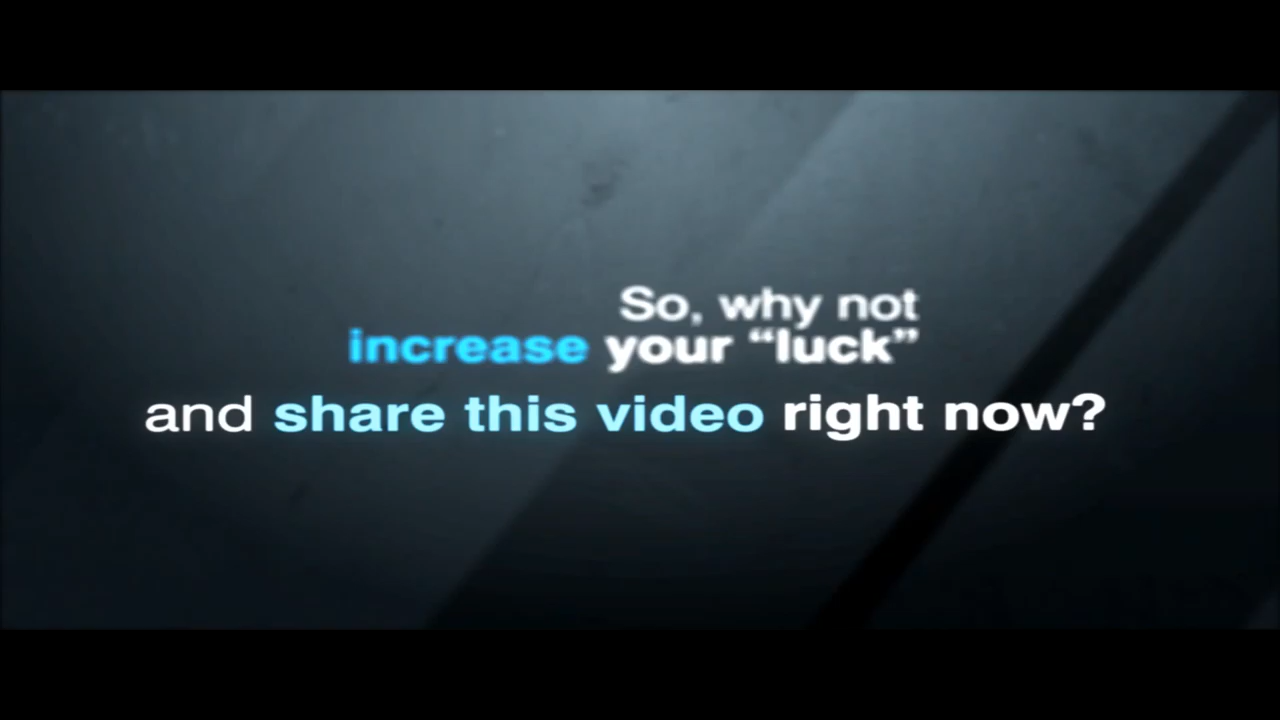 So, why not
increase your “luck”
and share this video right now?